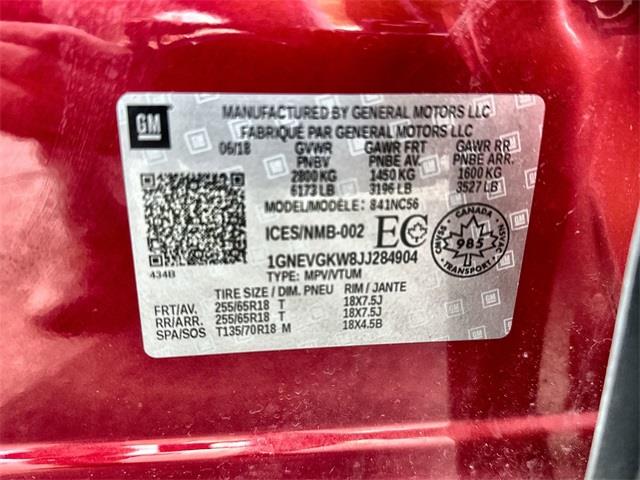 GM
MANUFACTURED BY GENERAL MOTORS LLC
FABRIQUÉ PAR GENERAL MOTORS LLC
06/18 GVWR GAWR FRT GAWR RR
PNBV PNBE AV. PNBE ARR.
2800 KG 1450 KG 1600 KG
6173 LB 3196 LB 3527 LB
MODEL/MODÈLE: 841NC56
ICES/NMB-002 EC
CANADA
985
TRANSPORT
CMVSS
NSVAC
1GNEVGKW8JJ284904
434B
TYPE: MPV/VTUM
TIRE SIZE / DIM. PNEU RIM / JANTE
FRT/AV. 255/65R18 T 18X7.5J
RR/ARR. 255/65R18 T 18X7.5J
SPA/SOS T135/70R18 M 18X4.5B